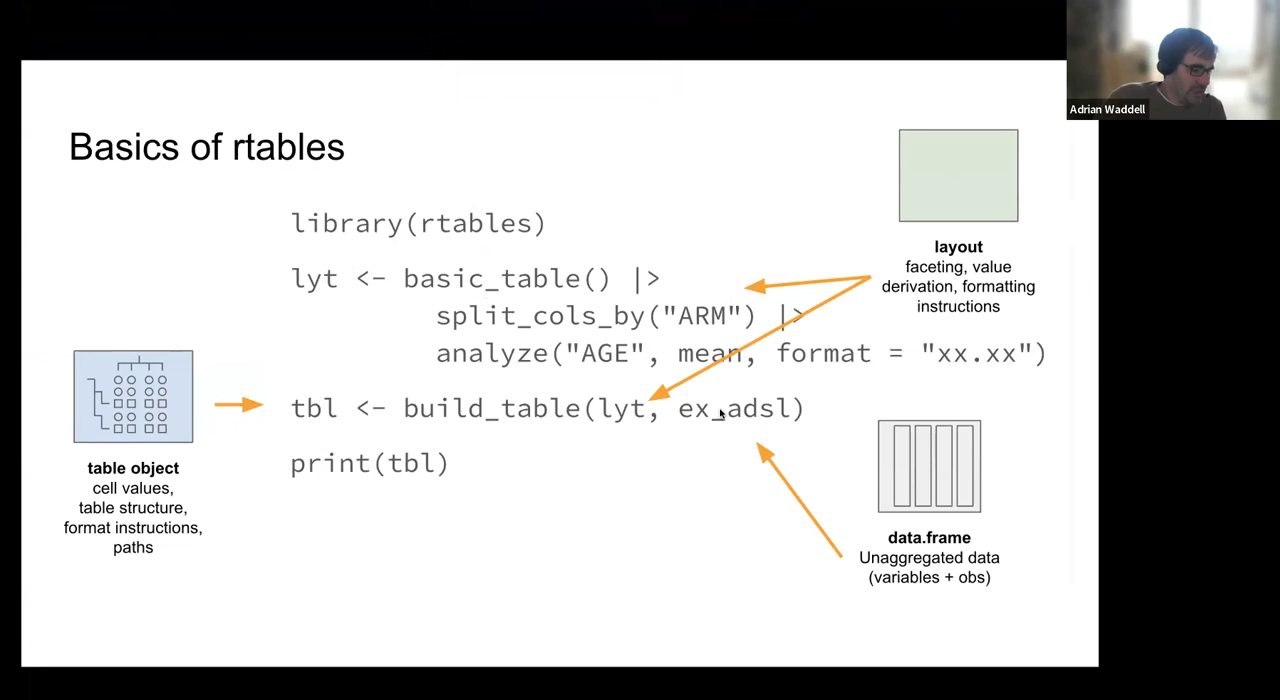 Adrian Waddell
Basics of rtables
library(rtables)
lyt <- basic_table() |>
split_cols_by("ARM") |>
analyze("AGE", mean, format = "xx.xx")
tbl <- build_table(lyt, ex_adsl)
print(tbl)
layout
faceting, value
derivation, formatting
instructions
table object
cell values,
table structure,
format instructions,
paths
data.frame
Unaggregated data
(variables + obs)